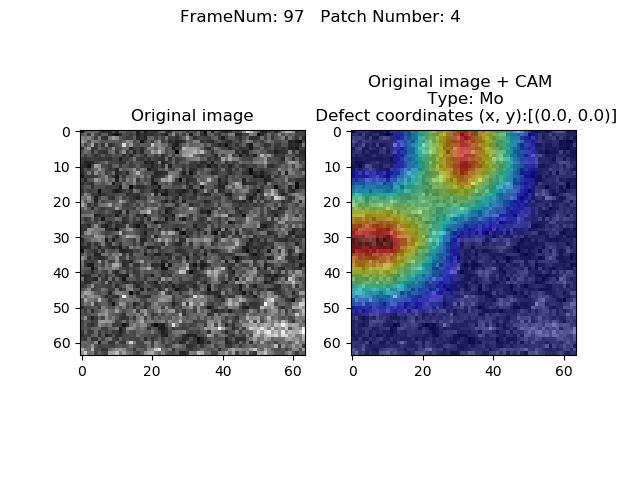 FrameNum: 97   Patch Number: 4
Original image
0
10
20
30
40
50
60
0 20 40 60
Original image + CAM
Type: Mo
Defect coordinates (x, y):[(0.0, 0.0)]
0
10
20
30
40
50
60
0 20 40 60